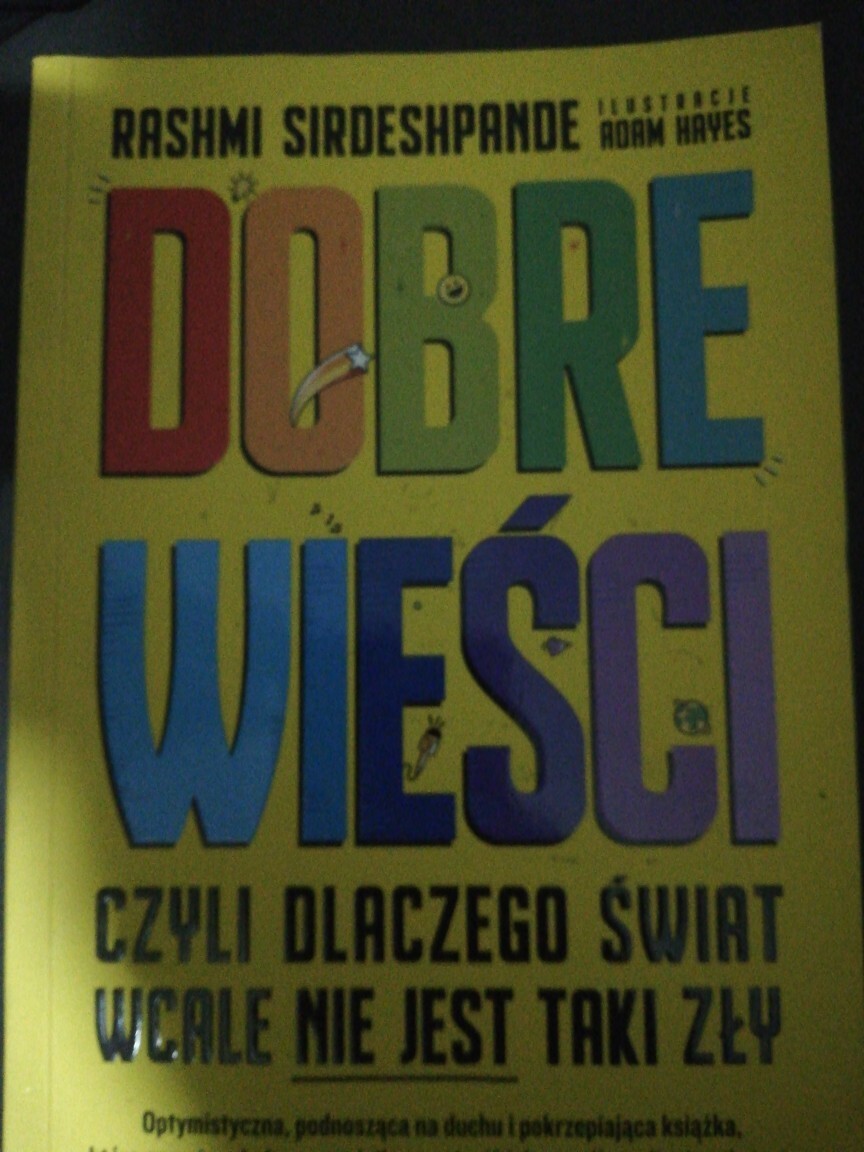 RASHMI SIRDESHPANDE
ILUSTRACJE
ADAM HAYES
DOBRE
WIEŚCI
CZYLI DLACZEGO ŚWIAT
WCALE NIE JEST TAKI ZŁY
Optymistyczna, podnosząca na duchu i pokrzepiająca książka,